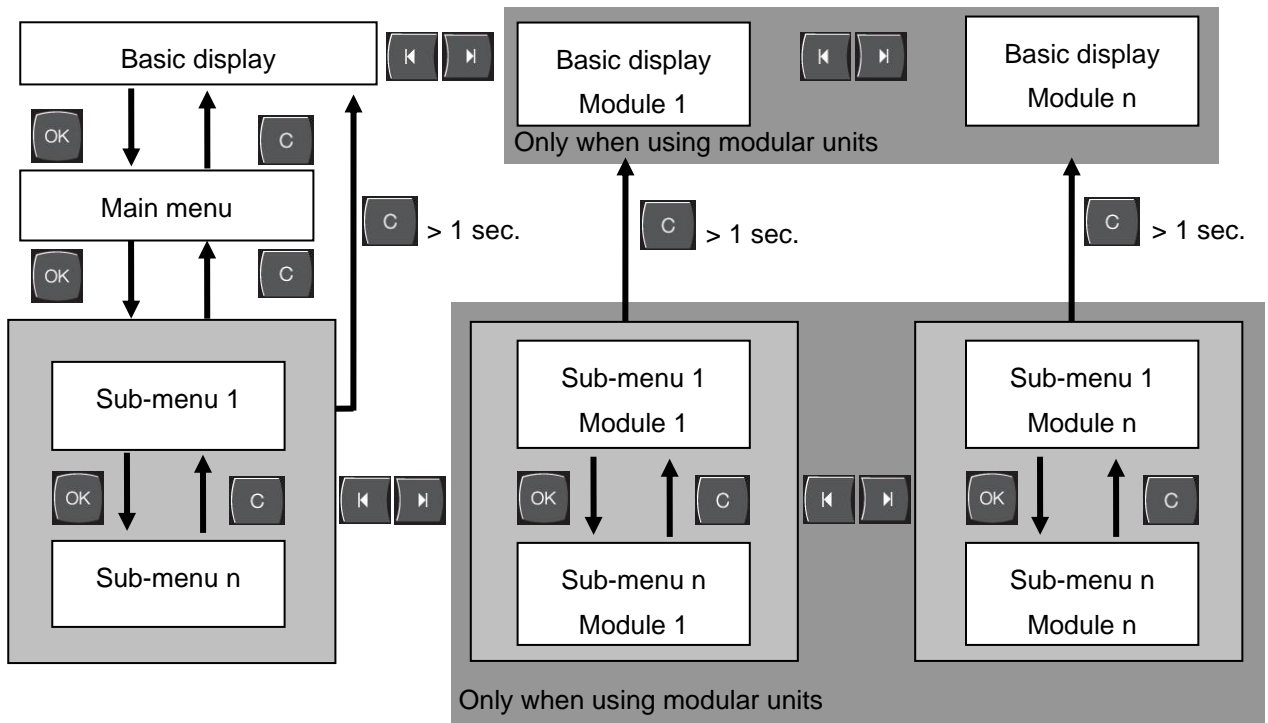 Basic display
Basic display
Module 1
Basic display
Module n
Only when using modular units
OK
C
Main menu
C
> 1 sec.
C
> 1 sec.
C
> 1 sec.
OK
C
Sub-menu 1
Sub-menu 1
Module 1
Sub-menu 1
Module n
OK
C
OK
C
OK
C
Sub-menu n
Sub-menu n
Module 1
Sub-menu n
Module n
Only when using modular units